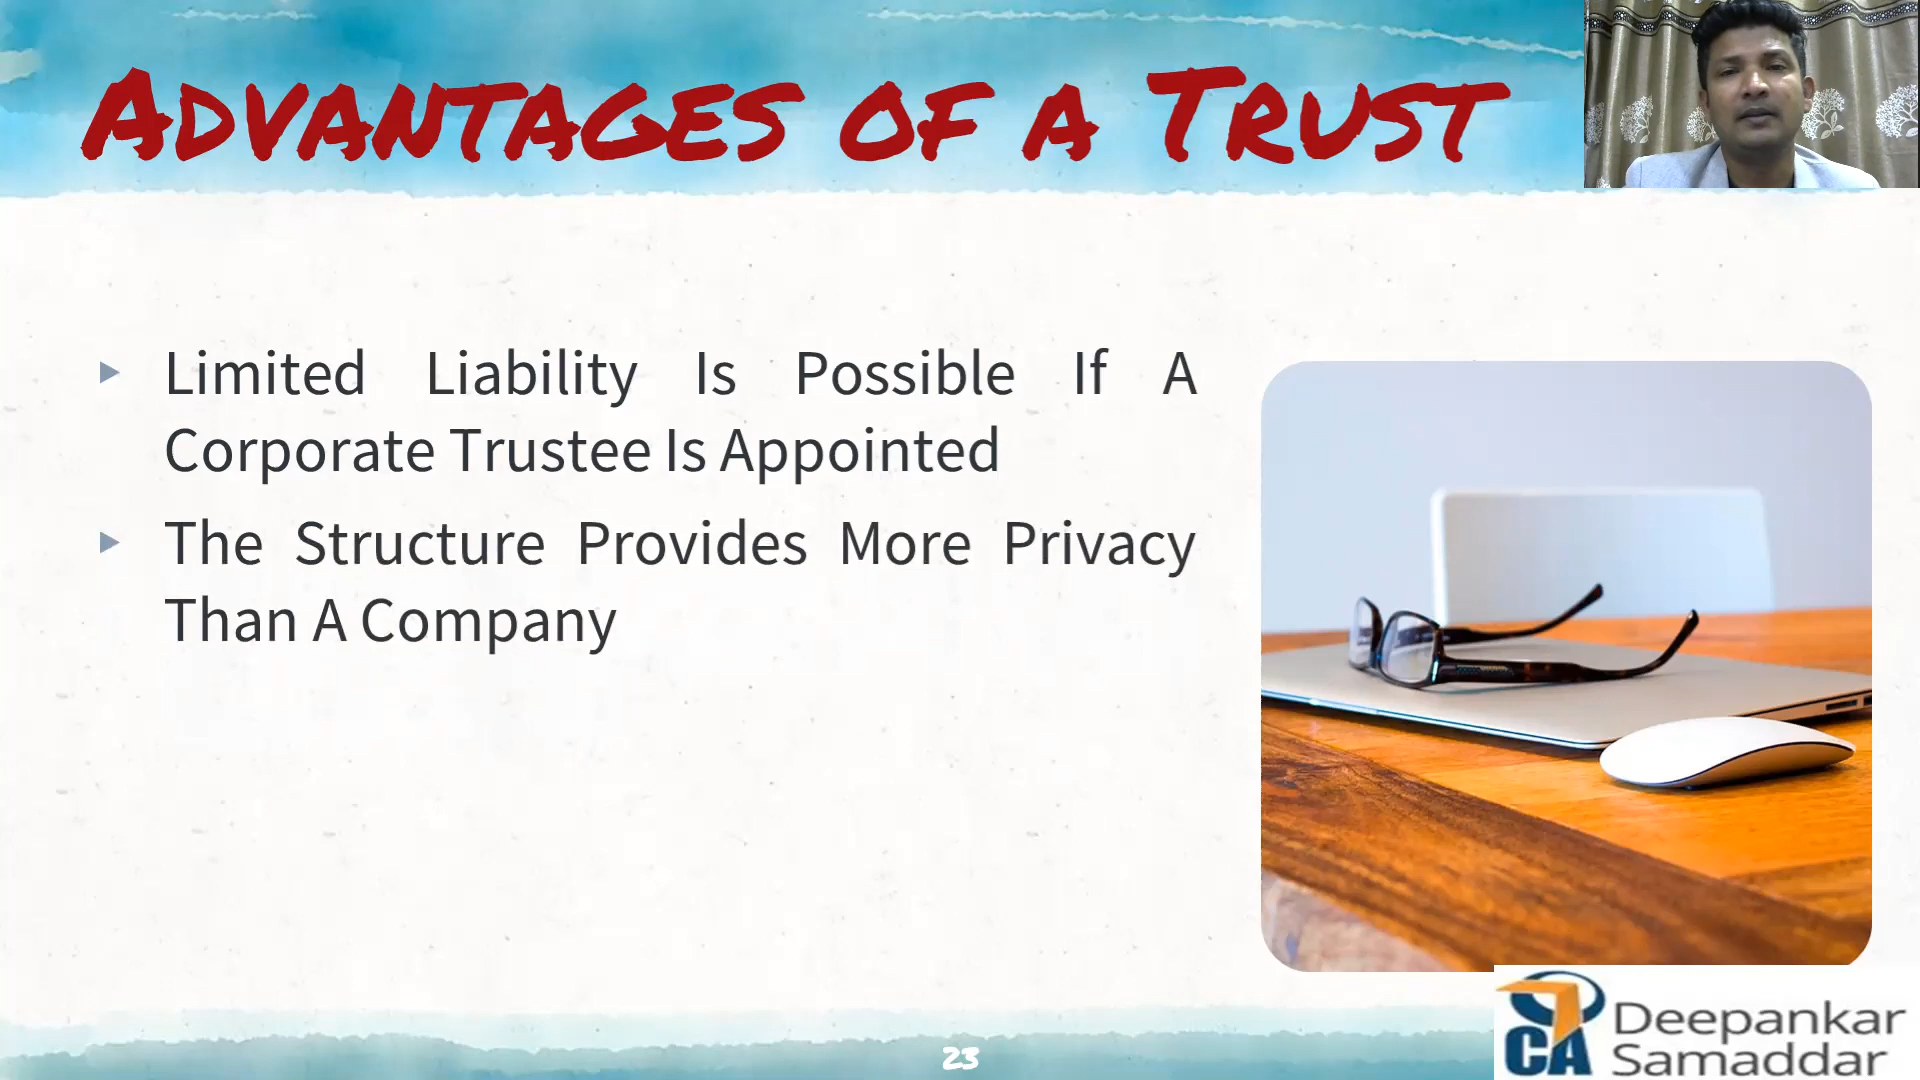 Advantages of a Trust
Limited Liability Is Possible If A
Corporate Trustee Is Appointed
The Structure Provides More Privacy
Than A Company
23
CA
Deepankar
Samaddar